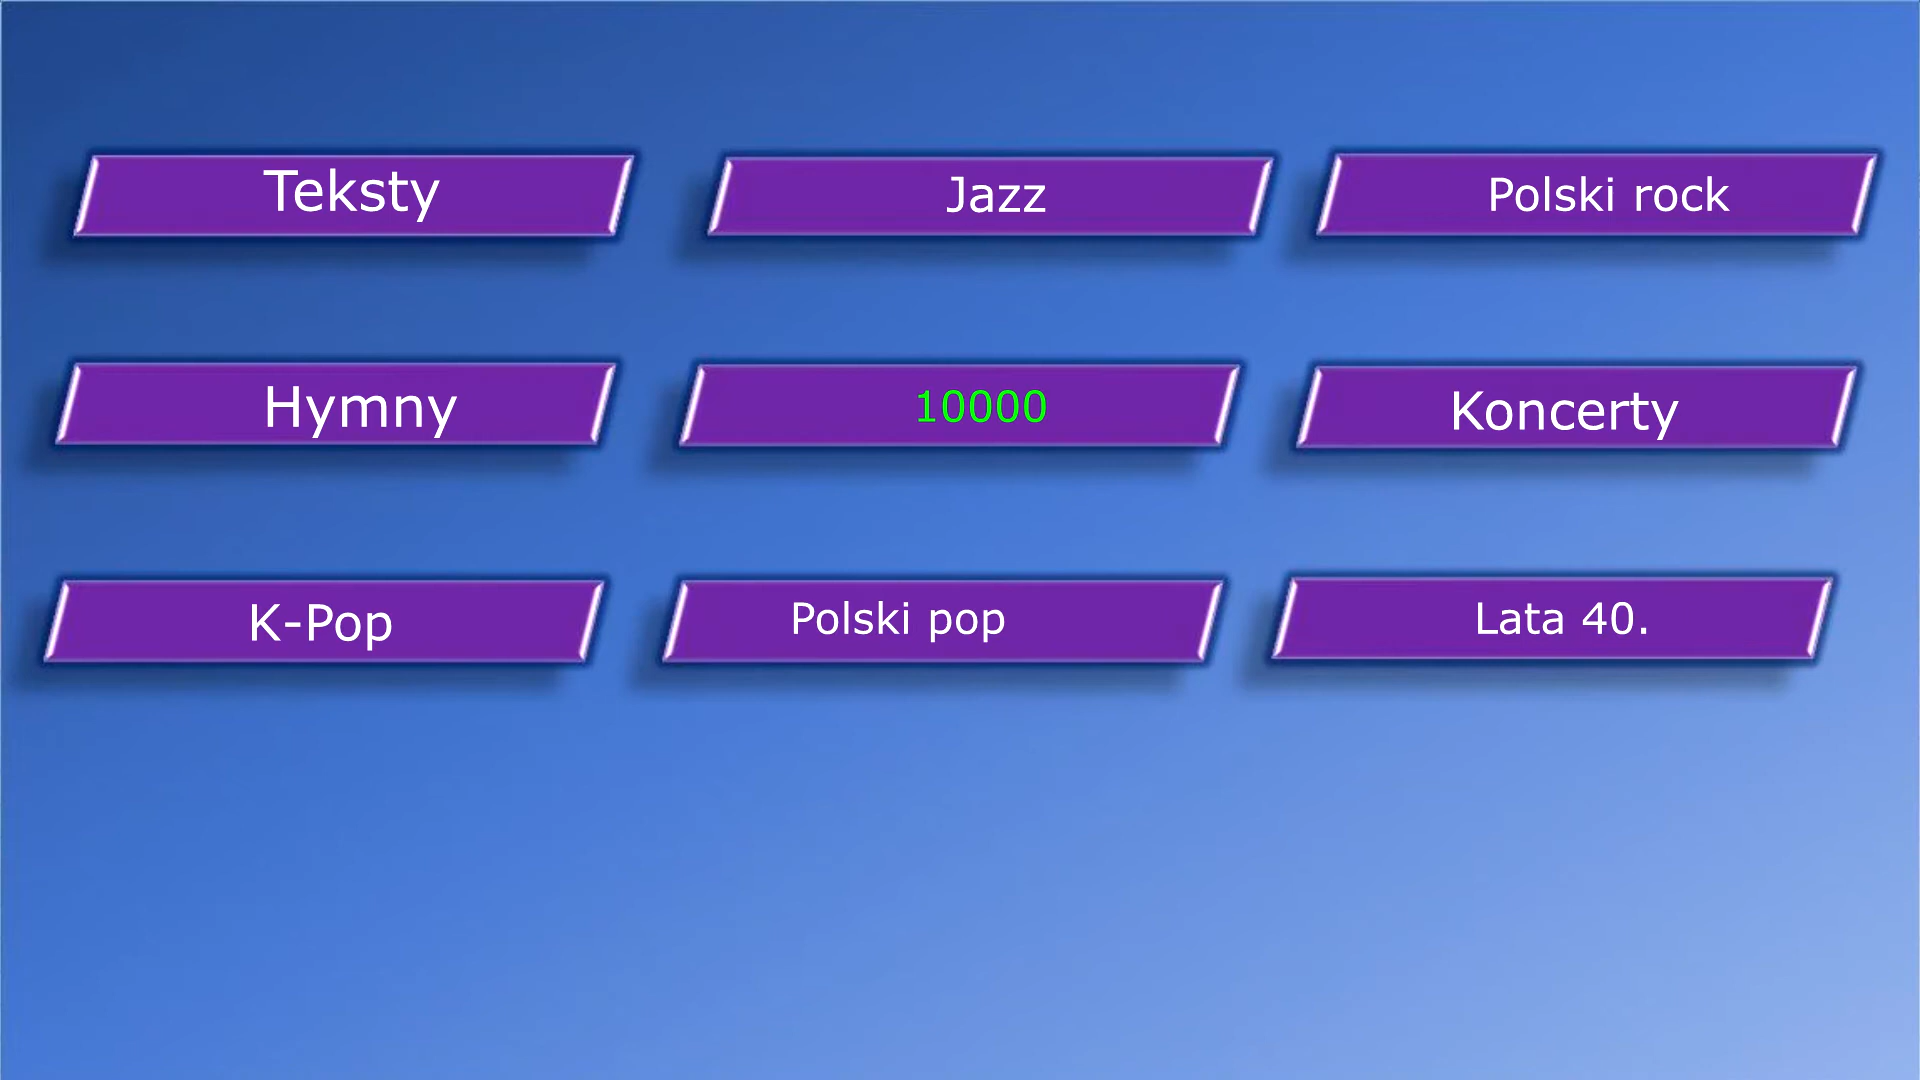 Teksty
Jazz
Polski rock
Hymny
10000
Koncerty
K-Pop
Polski pop
Lata 40.